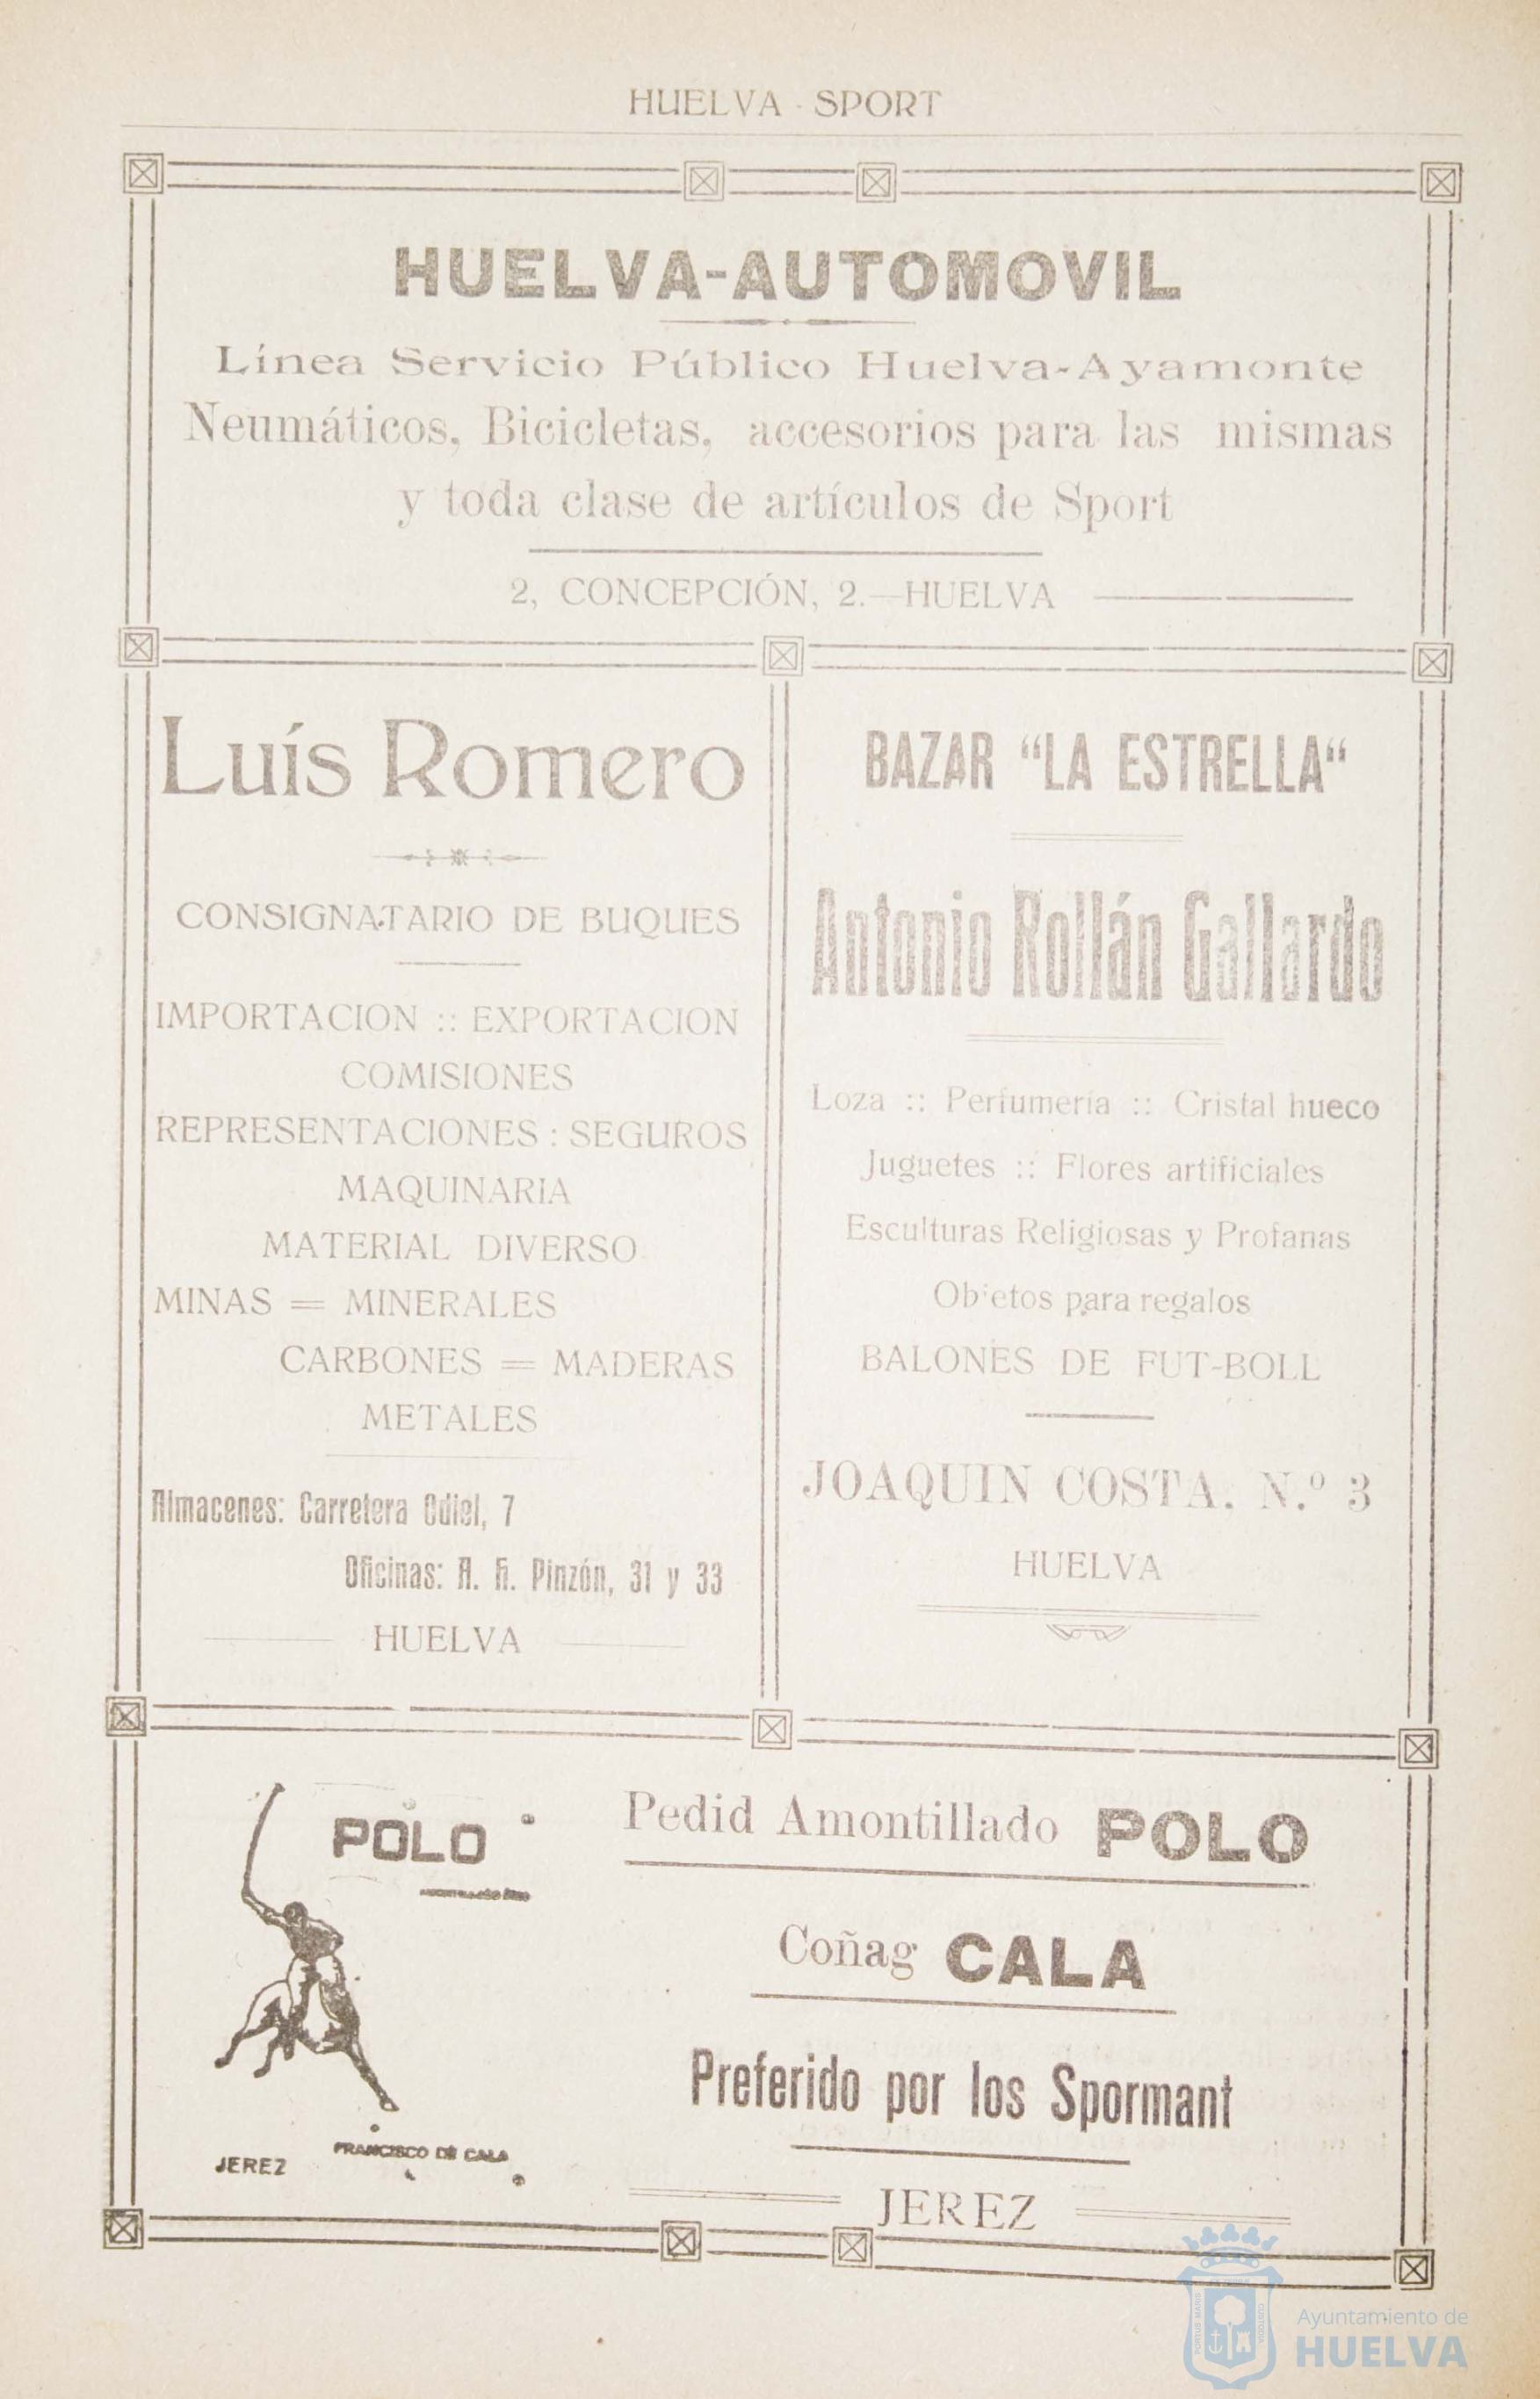 HUELVA - SPORT
HUELVA-AUTOMOVIL
Línea Servicio Público Huelva-Ayamonte
Neumáticos, Bicicletas, accesorios para las mismas
y toda clase de artículos de Sport
2, CONCEPCIÓN, 2.—HUELVA
Luís Romero
CONSIGNATARIO DE BUQUES
IMPORTACION :: EXPORTACION
COMISIONES
REPRESENTACIONES : SEGUROS
MAQUINARIA
MATERIAL DIVERSO
MINAS = MINERALES
CARBONES = MADERAS
METALES
Almacenes: Carretera Odiel, 7
Oficinas: A. H. Pinzón, 31 y 33
HUELVA
BAZAR “LA ESTRELLA“
Antonio Rollán Gallardo
Loza :: Perfumería :: Cristal hueco
Juguetes :: Flores artificiales
Esculturas Religiosas y Profanas
Objetos para regalos
BALONES DE FUT-BOLL
JOAQUIN COSTA, N.º 3
HUELVA
POLO
JEREZ
FRANCISCO DE CALA
Pedid Amontillado POLO
Coñag CALA
Preferido por los Spormant
JEREZ
Ayuntamiento de
HUELVA